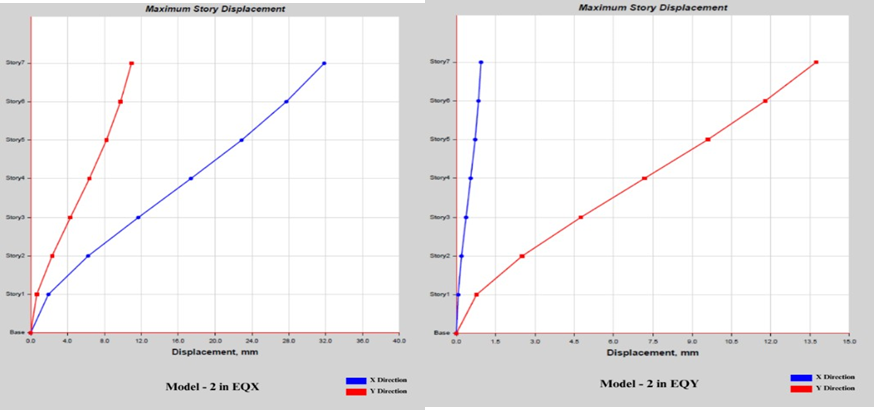 Maximum Story Displacement
Story7
Story6
Story5
Story4
Story3
Story2
Story1
Base
0.0 4.0 8.0 12.0 16.0 20.0 24.0 28.0 32.0 36.0 40.0
Displacement, mm
Model - 2 in EQX
X Direction
Y Direction
Maximum Story Displacement
Story7
Story6
Story5
Story4
Story3
Story2
Story1
Base
0.0 1.5 3.0 4.5 6.0 7.5 9.0 10.5 12.0 13.5 15.0
Displacement, mm
Model - 2 in EQY
X Direction
Y Direction